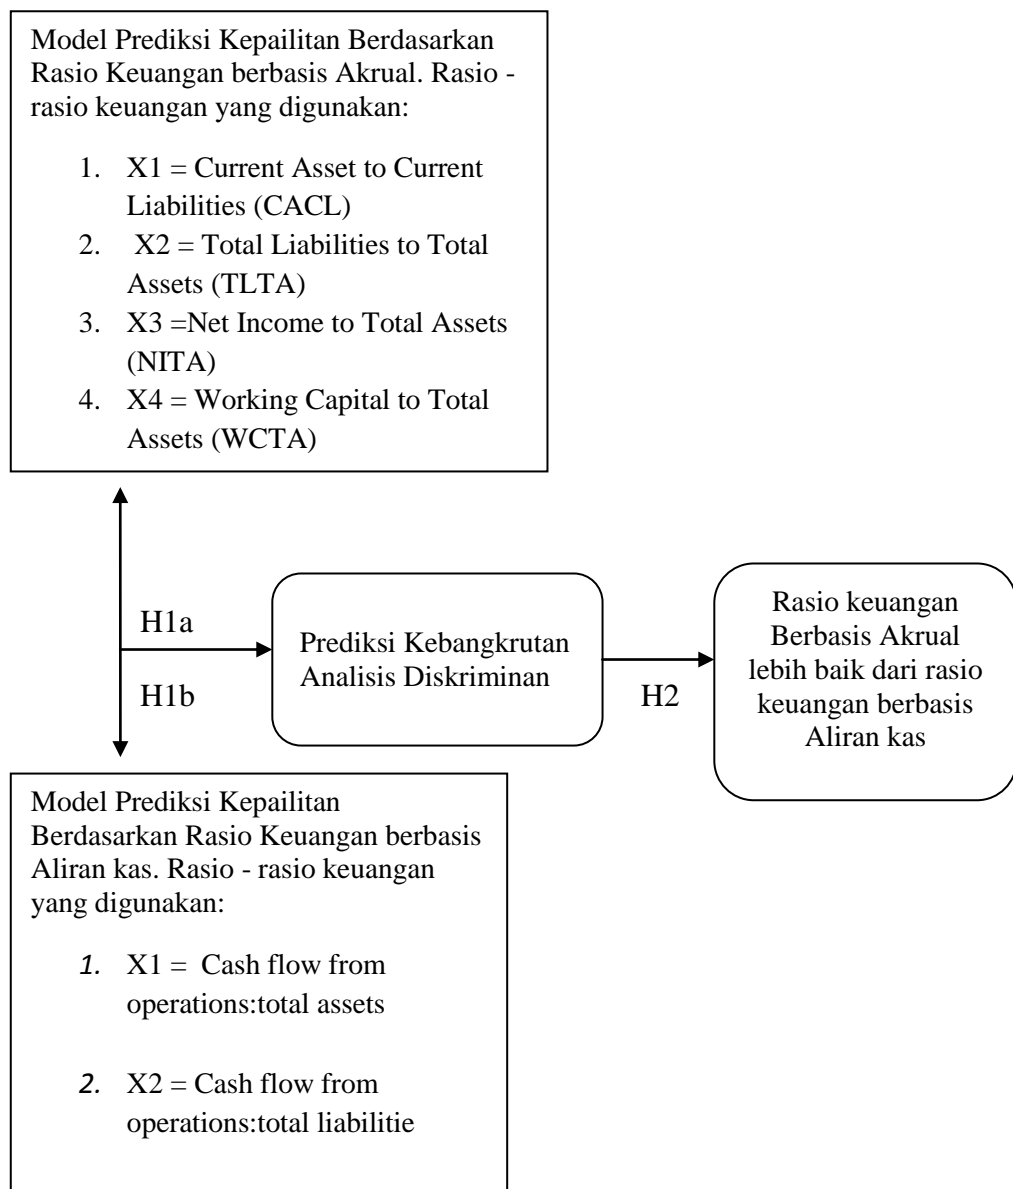 Model Prediksi Kepailitan Berdasarkan
Rasio Keuangan berbasis Akrual. Rasio -
rasio keuangan yang digunakan:
1. X1 = Current Asset to Current
Liabilities (CACL)
2. X2 = Total Liabilities to Total
Assets (TLTA)
3. X3 =Net Income to Total Assets
(NITA)
4. X4 = Working Capital to Total
Assets (WCTA)
H1a
H1b
Prediksi Kebangkrutan
Analisis Diskriminan
H2
Rasio keuangan
Berbasis Akrual
lebih baik dari rasio
keuangan berbasis
Aliran kas
Model Prediksi Kepailitan
Berdasarkan Rasio Keuangan berbasis
Aliran kas. Rasio - rasio keuangan
yang digunakan:
1. X1 = Cash flow from
operations:total assets
2. X2 = Cash flow from
operations:total liabilitie